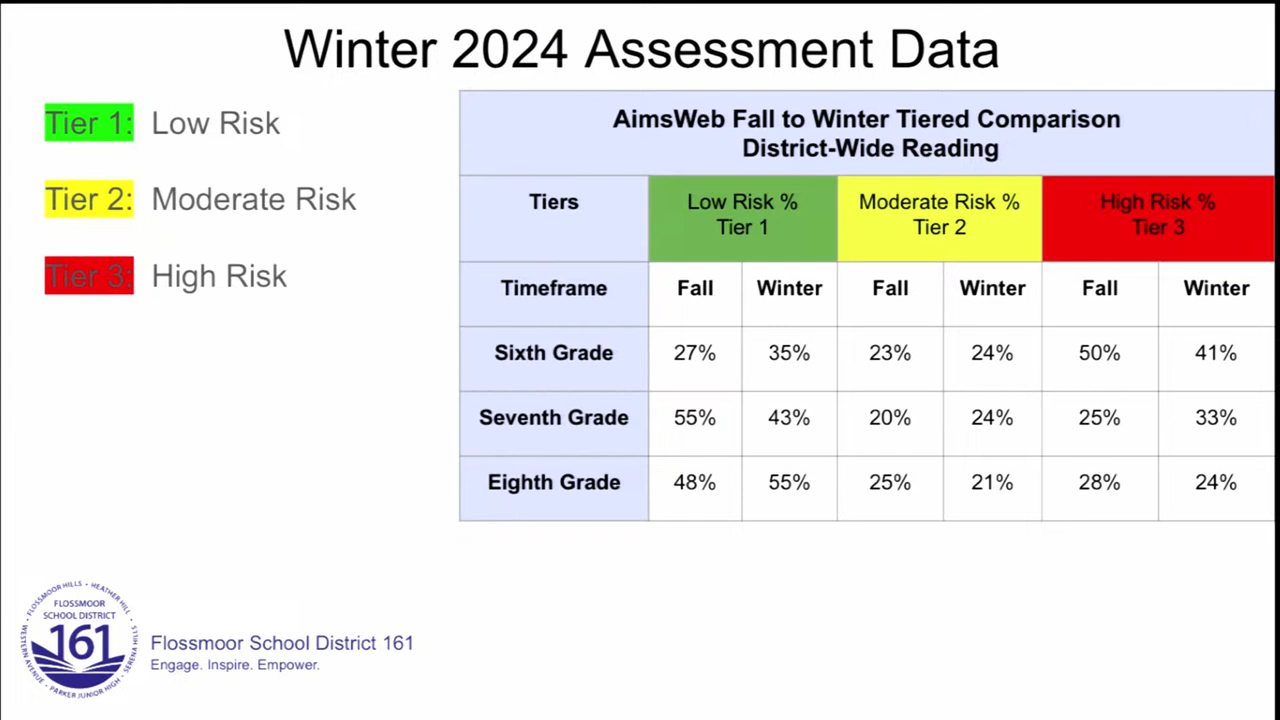 Winter 2024 Assessment Data
Tier 1: Low Risk
Tier 2: Moderate Risk
Tier 3: High Risk
AimsWeb Fall to Winter Tiered Comparison
District-Wide Reading
Tiers Low Risk % Tier 1 Moderate Risk % Tier 2 High Risk % Tier 3
Timeframe Fall Winter Fall Winter Fall Winter
Sixth Grade 27% 35% 23% 24% 50% 41%
Seventh Grade 55% 43% 20% 24% 25% 33%
Eighth Grade 48% 55% 25% 21% 28% 24%
WESTERN AVENUE • FLOSSMOOR HILLS • HEATHER HILL • SERENA HILLS • PARKER JUNIOR HIGH •
FLOSSMOOR
SCHOOL DISTRICT
161
Flossmoor School District 161
Engage. Inspire. Empower.